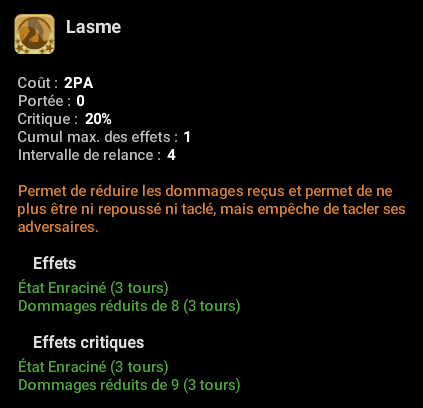 Lasme
Coût : 2PA
Portée : 0
Critique : 20%
Cumul max. des effets : 1
Intervalle de relance : 4
Permet de réduire les dommages reçus et permet de ne
plus être ni repoussé ni taclé, mais empêche de tacler ses
adversaires.
Effets
État Enraciné (3 tours)
Dommages réduits de 8 (3 tours)
Effets critiques
État Enraciné (3 tours)
Dommages réduits de 9 (3 tours)